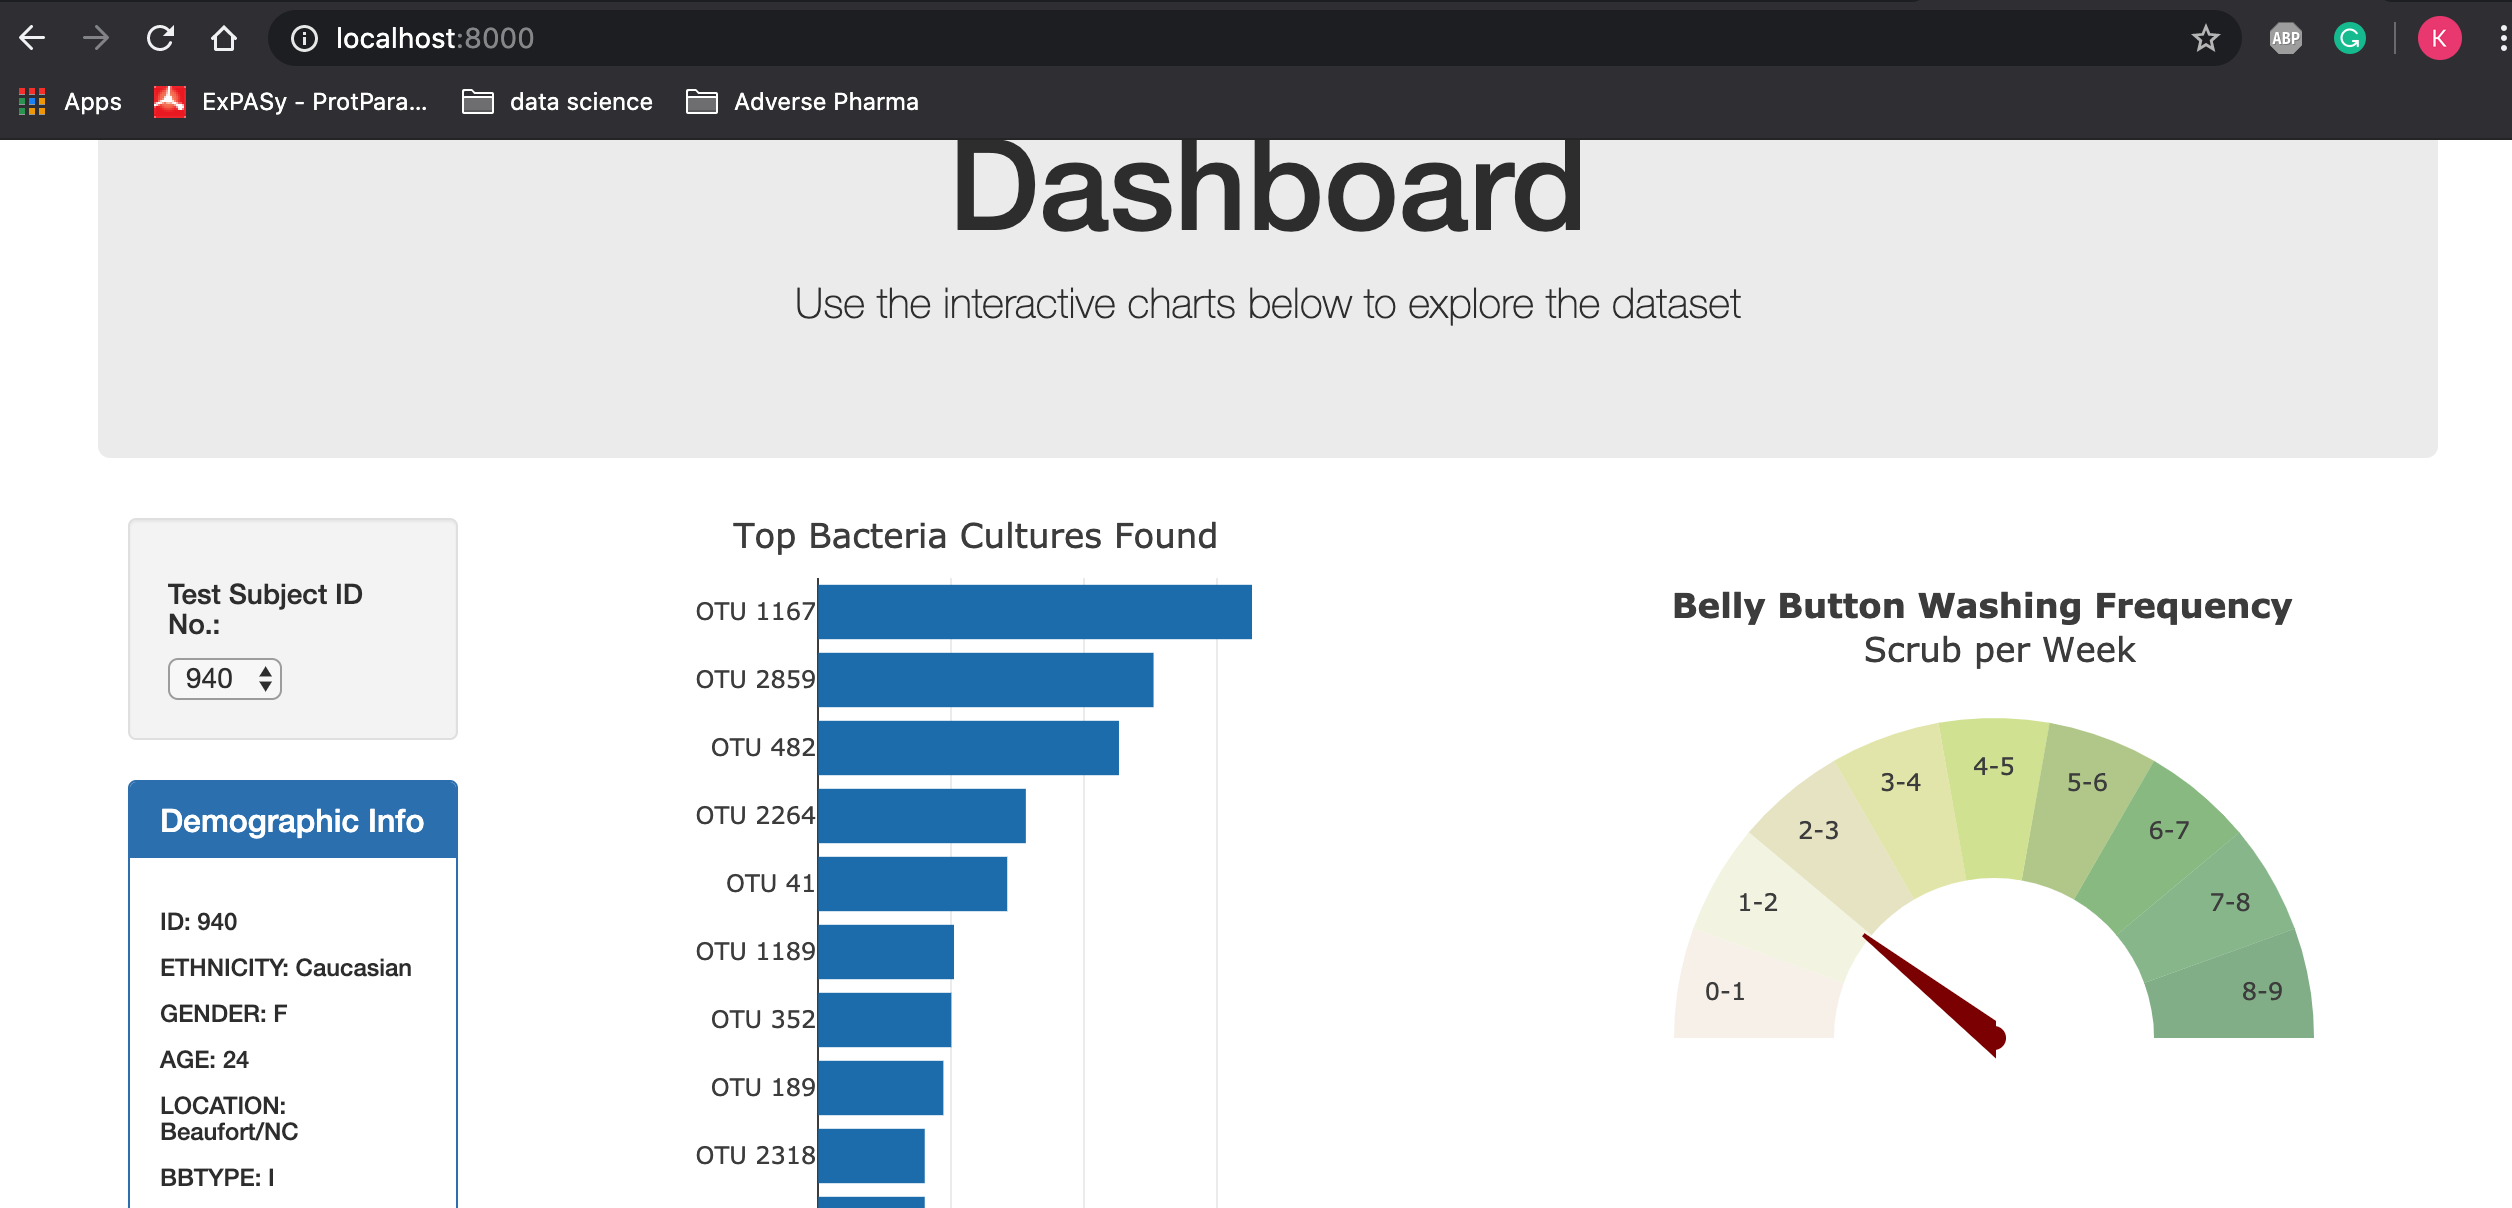 localhost:8000
ABP
K
Apps
ExPASy - ProtPara...
data science
Adverse Pharma
Dashboard
Use the interactive charts below to explore the dataset
Test Subject ID
No.:
940
Demographic Info
ID: 940
ETHNICITY: Caucasian
GENDER: F
AGE: 24
LOCATION:
Beaufort/NC
BBTYPE: I
Top Bacteria Cultures Found
OTU 1167
OTU 2859
OTU 482
OTU 2264
OTU 41
OTU 1189
OTU 352
OTU 189
OTU 2318
Belly Button Washing Frequency
Scrub per Week
0-1
1-2
2-3
3-4
4-5
5-6
6-7
7-8
8-9